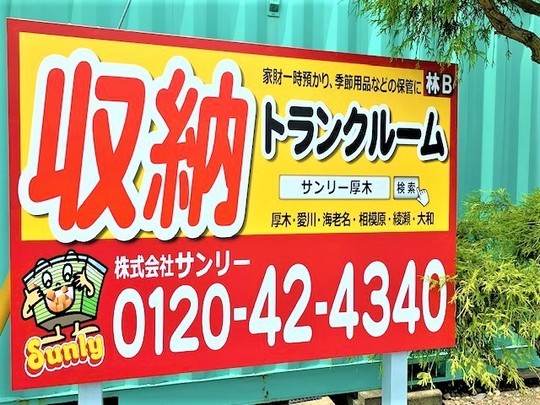 家財一時預かり、季節用品などの保管に 林B
収納
トランクルーム
サンリー厚木 検索
厚木・愛川・海老名・相模原・綾瀬・大和
株式会社サンリー
0120-42-4340
Sunly